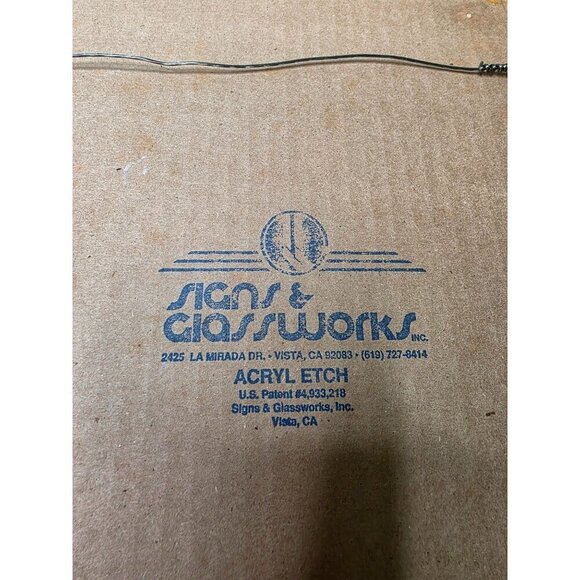 Signs &
Glassworks INC.
2425 LA MIRADA DR. • VISTA, CA 92083 • (619) 727-8414
ACRYL ETCH
U.S. Patent #4,933,218
Signs & Glassworks, Inc.
Vista, CA